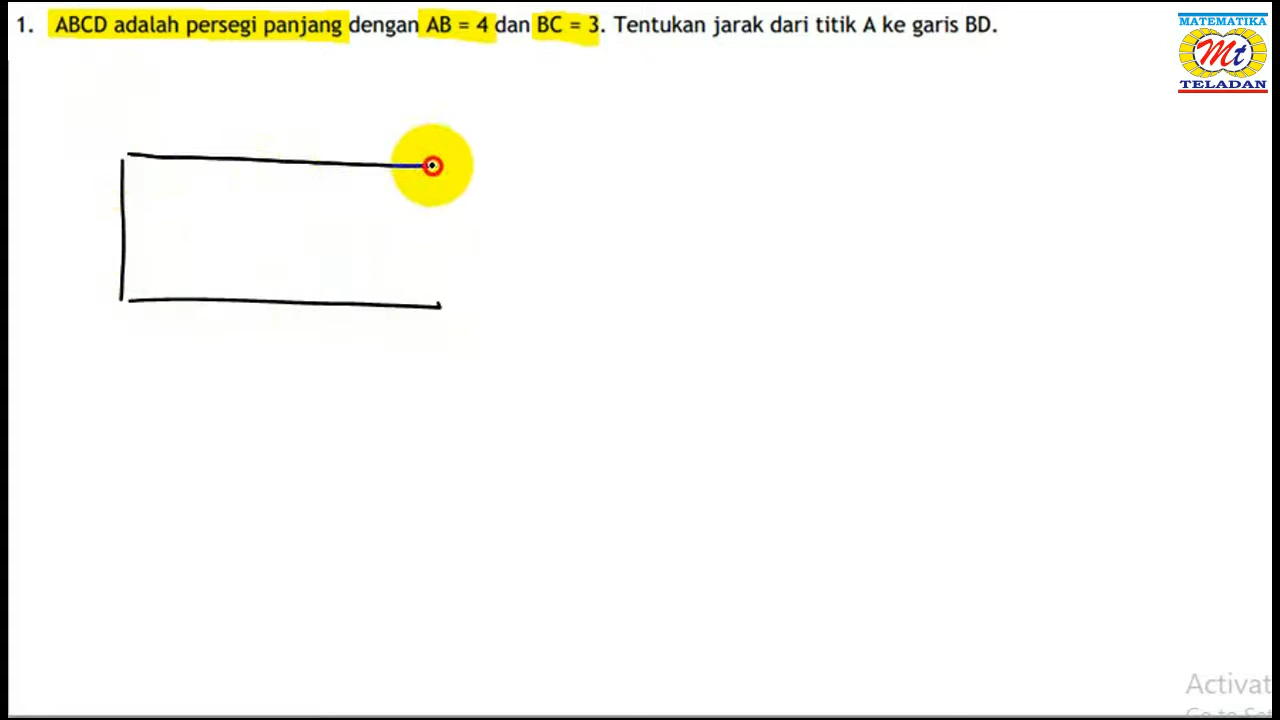 1. ABCD adalah persegi panjang dengan AB = 4 dan BC = 3. Tentukan jarak dari titik A ke garis BD.
MATEMATIKA
Mt
TELADAN
Activat